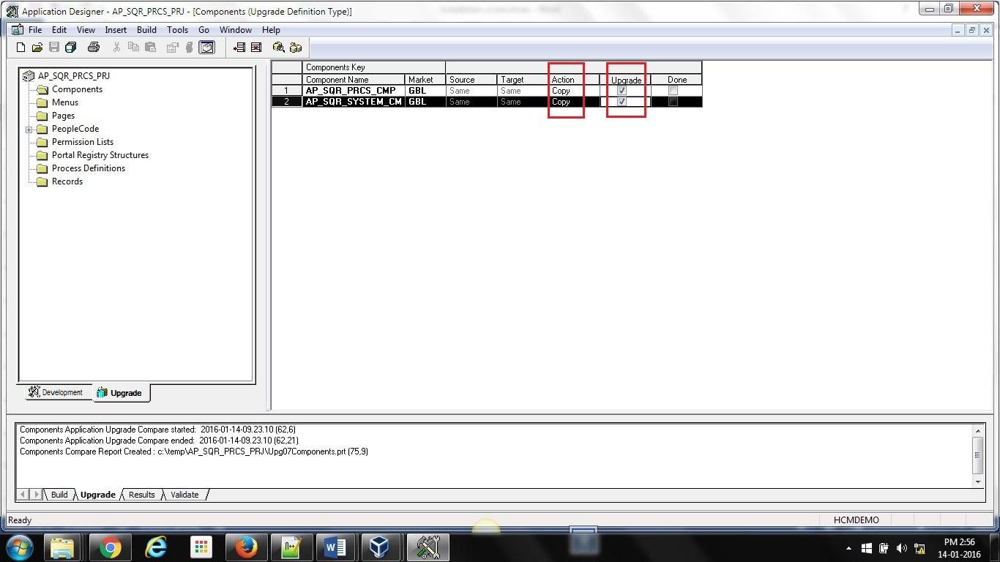 Application Designer - AP_SQR_PRCS_PRJ - [Components (Upgrade Definition Type)]
File Edit View Insert Build Tools Go Window Help
AP_SQR_PRCS_PRJ
Components
Menus
Pages
PeopleCode
Permission Lists
Portal Registry Structures
Process Definitions
Records
Development Upgrade
Components Key
Component Name Market Source Target Action Upgrade Done
1 AP_SQR_PRCS_CMP GBL Same Same Copy
2 AP_SQR_SYSTEM_CM GBL Same Same Copy
Components Application Upgrade Compare started: 2016-01-14-09.23.10 (62,6)
Components Application Upgrade Compare ended: 2016-01-14-09.23.10 (62,21)
Components Compare Report Created : c:\temp\AP_SQR_PRCS_PRJ\Upg07Components.prt (75,9)
Build Upgrade Results Validate
Ready HCMDEMO
PM 2:56
14-01-2016